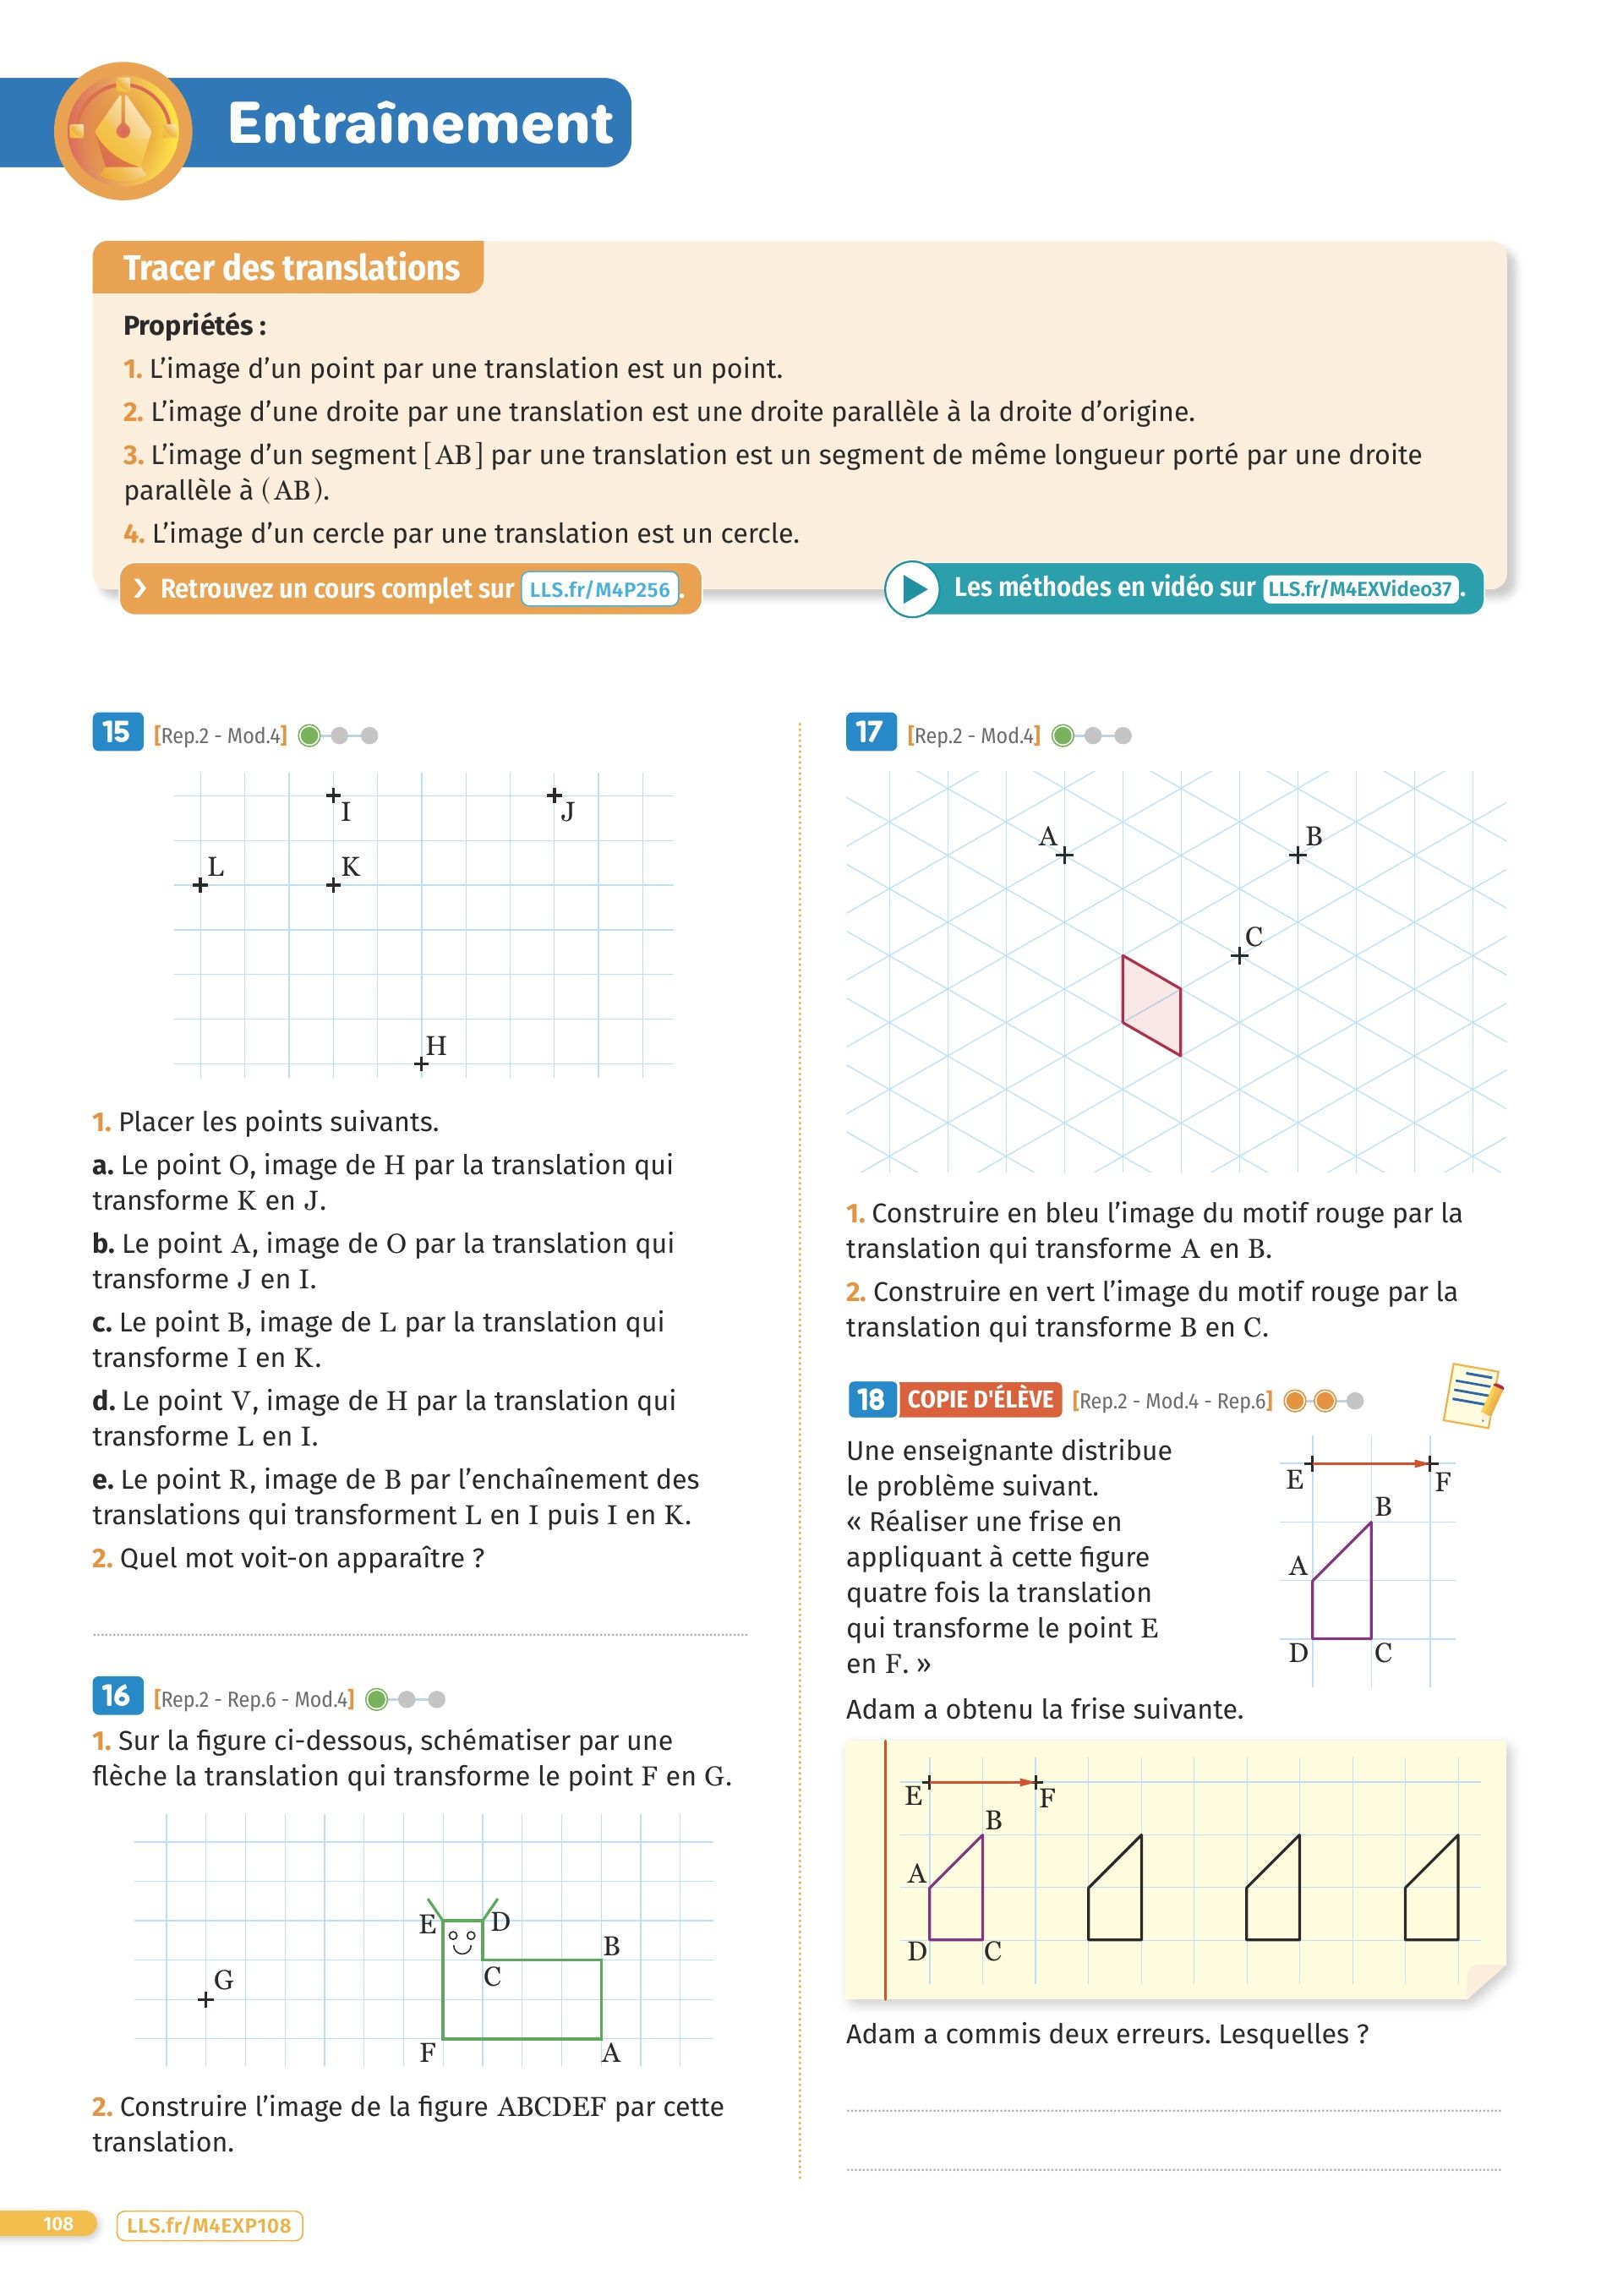 Entraînement
Tracer des translations
Propriétés :
1. L'image d'un point par une translation est un point.
2. L'image d'une droite par une translation est une droite parallèle à la droite d'origine.
3. L'image d'un segment [AB] par une translation est un segment de même longueur porté par une droite
parallèle à (AB).
4. L'image d'un cercle par une translation est un cercle.
❯ Retrouvez un cours complet sur LLS.fr/M4P256.
Les méthodes en vidéo sur LLS.fr/M4EXVideo37.
15 [Rep.2 - Mod.4]
I
J
L
K
H
1. Placer les points suivants.
a. Le point O, image de H par la translation qui
transforme K en J.
b. Le point A, image de O par la translation qui
transforme J en I.
c. Le point B, image de L par la translation qui
transforme I en K.
d. Le point V, image de H par la translation qui
transforme L en I.
e. Le point R, image de B par l'enchaînement des
translations qui transforment L en I puis I en K.
2. Quel mot voit-on apparaître ?
16 [Rep.2 - Rep.6 - Mod.4]
1. Sur la figure ci-dessous, schématiser par une
flèche la translation qui transforme le point F en G.
E
D
B
C
G
F
A
2. Construire l'image de la figure ABCDEF par cette
translation.
17 [Rep.2 - Mod.4]
A
B
C
1. Construire en bleu l'image du motif rouge par la
translation qui transforme A en B.
2. Construire en vert l'image du motif rouge par la
translation qui transforme B en C.
18 COPIE D'ÉLÈVE [Rep.2 - Mod.4 - Rep.6]
Une enseignante distribue
le problème suivant.
« Réaliser une frise en
appliquant à cette figure
quatre fois la translation
qui transforme le point E
en F. »
E
F
B
A
D
C
Adam a obtenu la frise suivante.
E
F
B
A
D
C
Adam a commis deux erreurs. Lesquelles ?
108
LLS.fr/M4EXP108